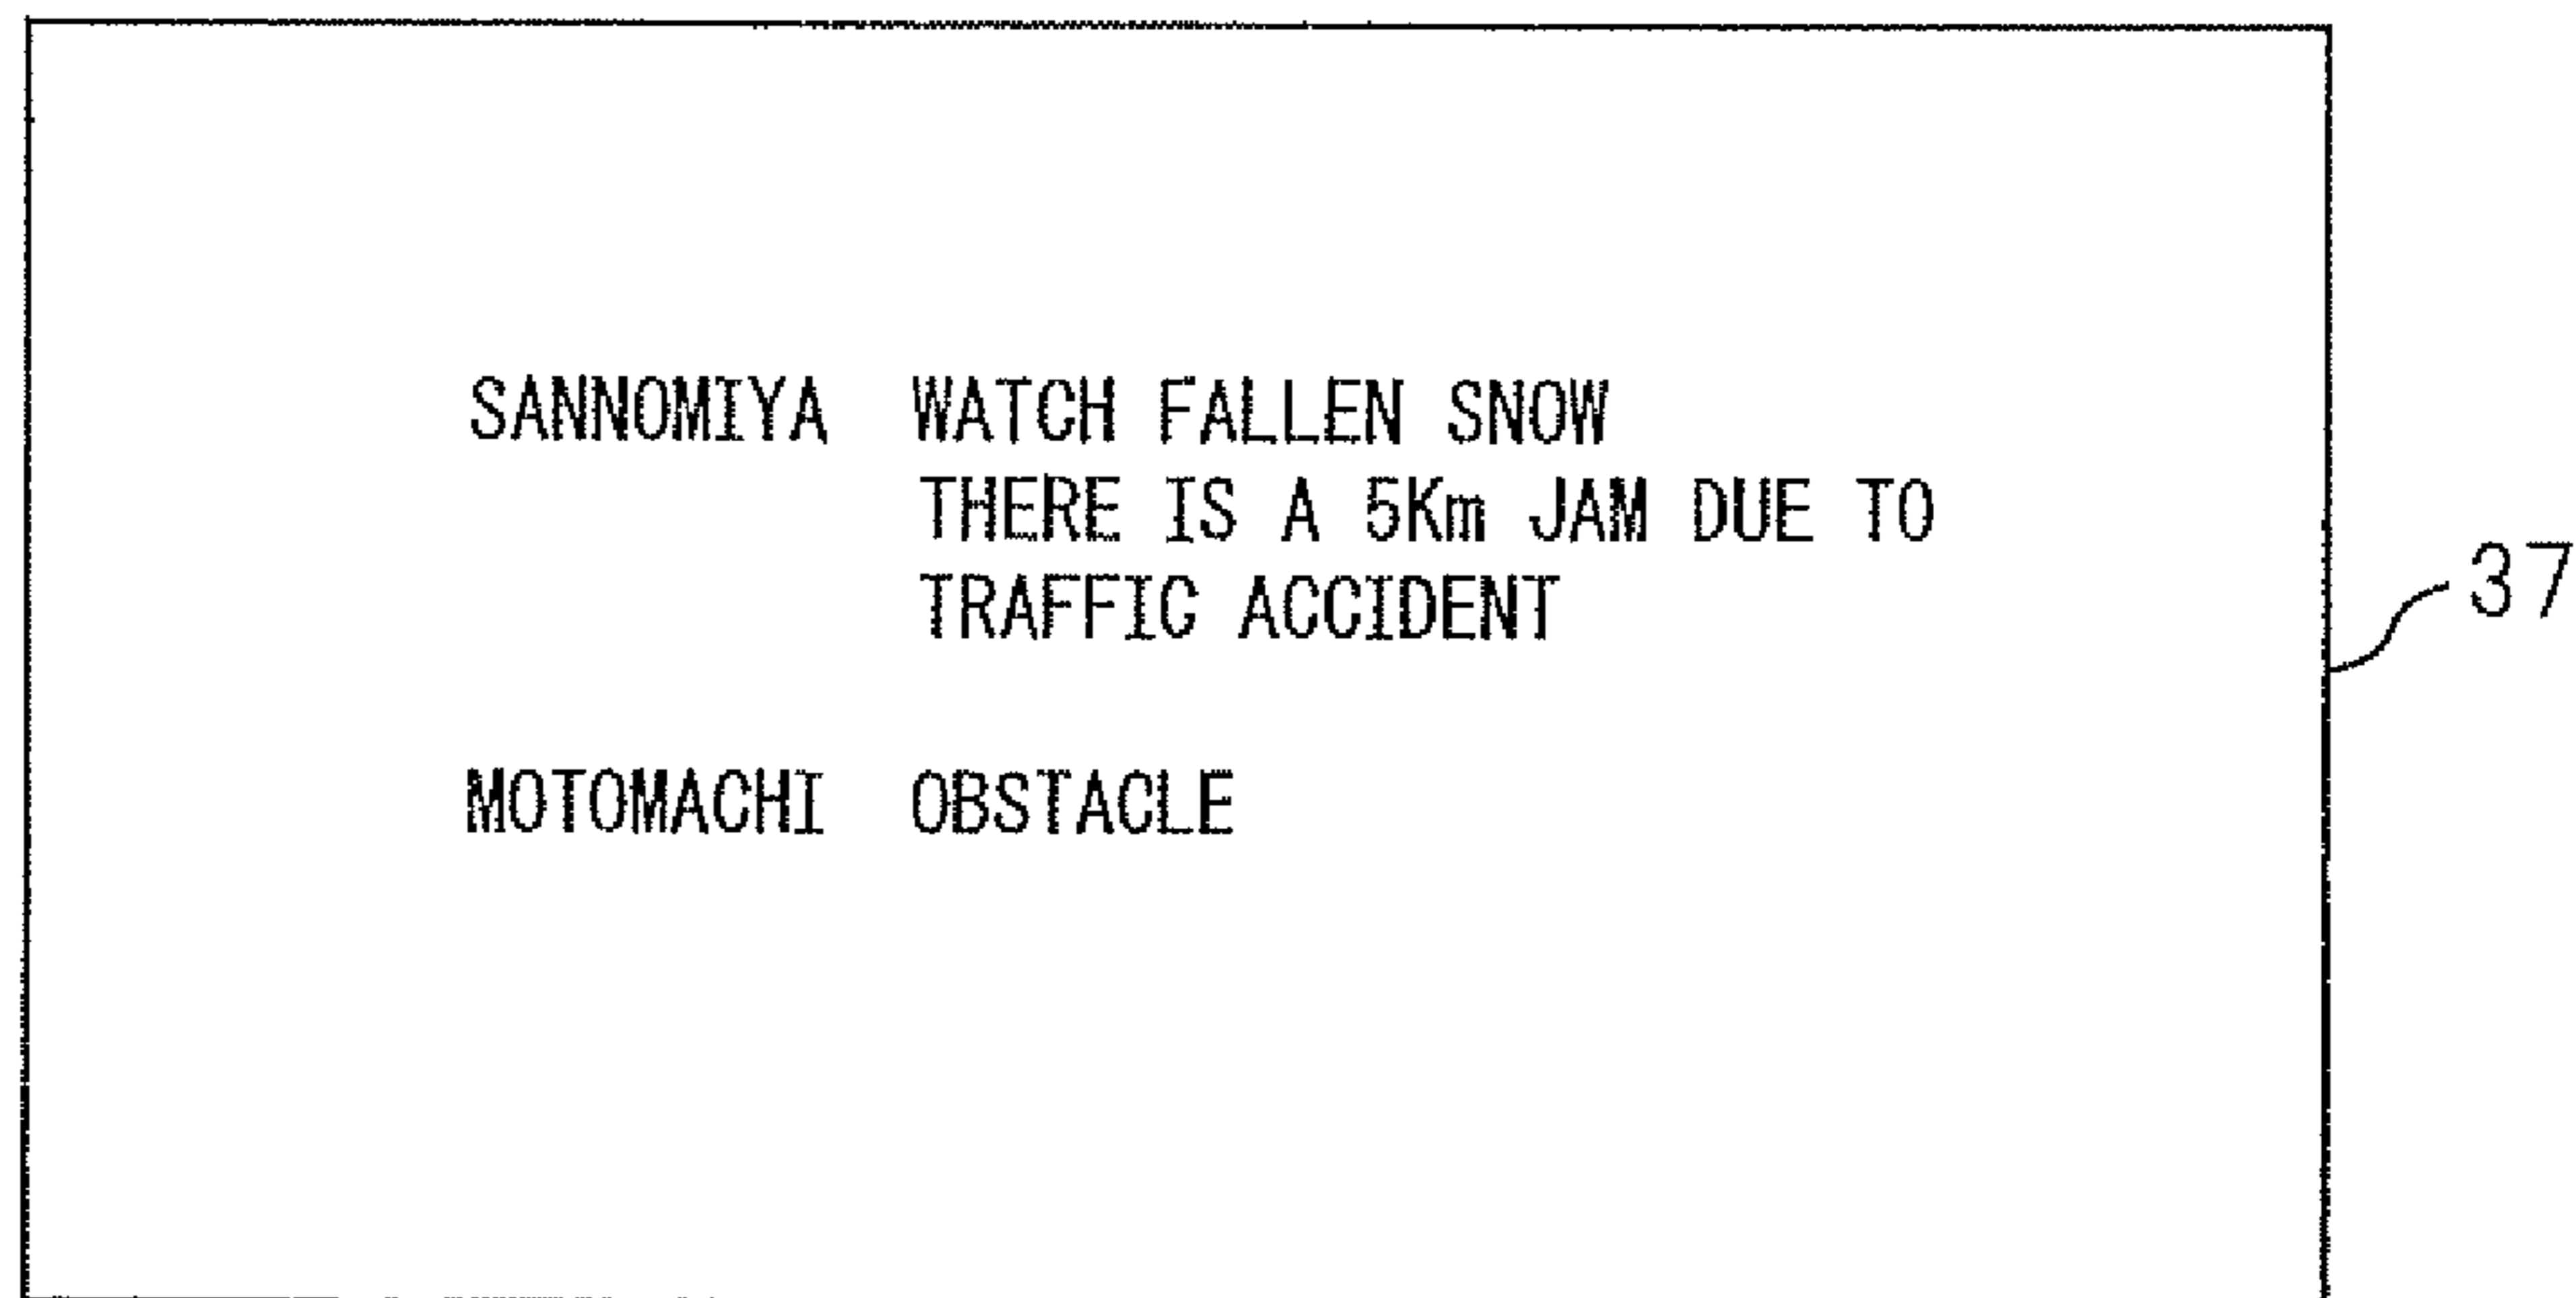 SANNOMIYA WATCH FALLEN SNOW
THERE IS A 5Km JAM DUE TO
TRAFFIC ACCIDENT
37
MOTOMACHI OBSTACLE